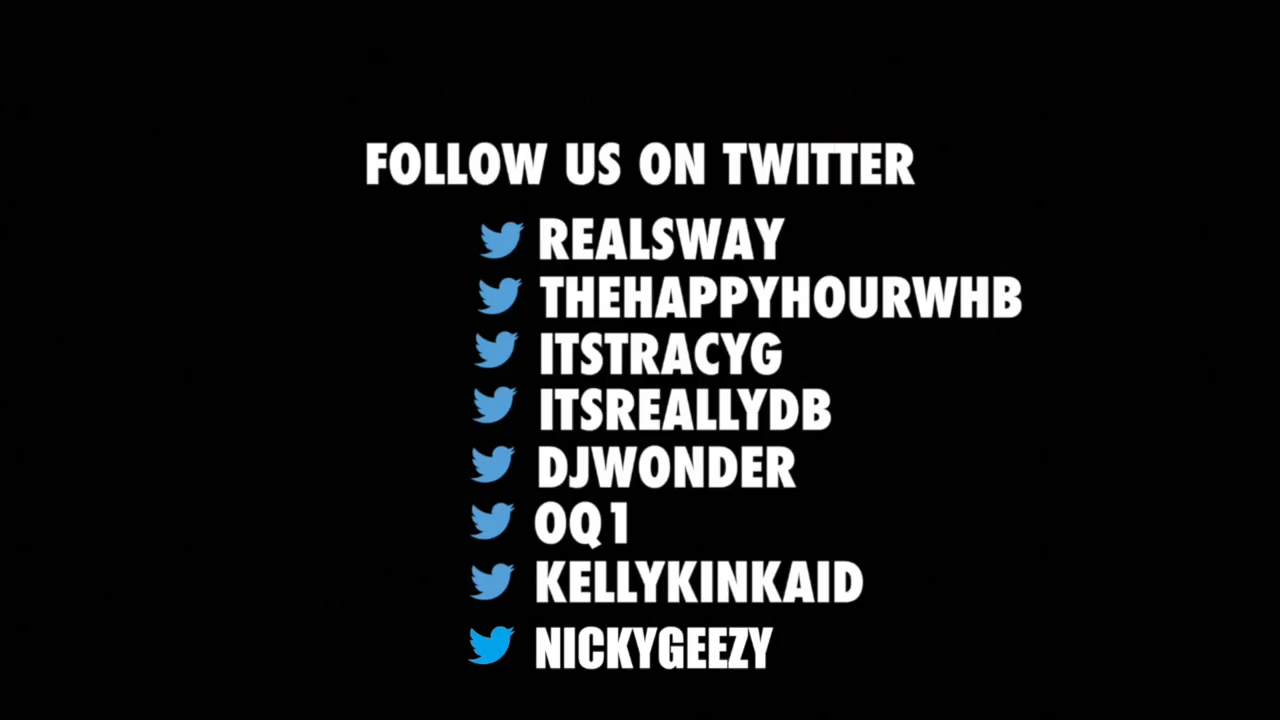 FOLLOW US ON TWITTER
REALSWAY
THEHAPPYHOURWHB
ITSTRACYG
ITSREALLYDB
DJWONDER
OQ1
KELLYKINKAID
NICKYGEEZY